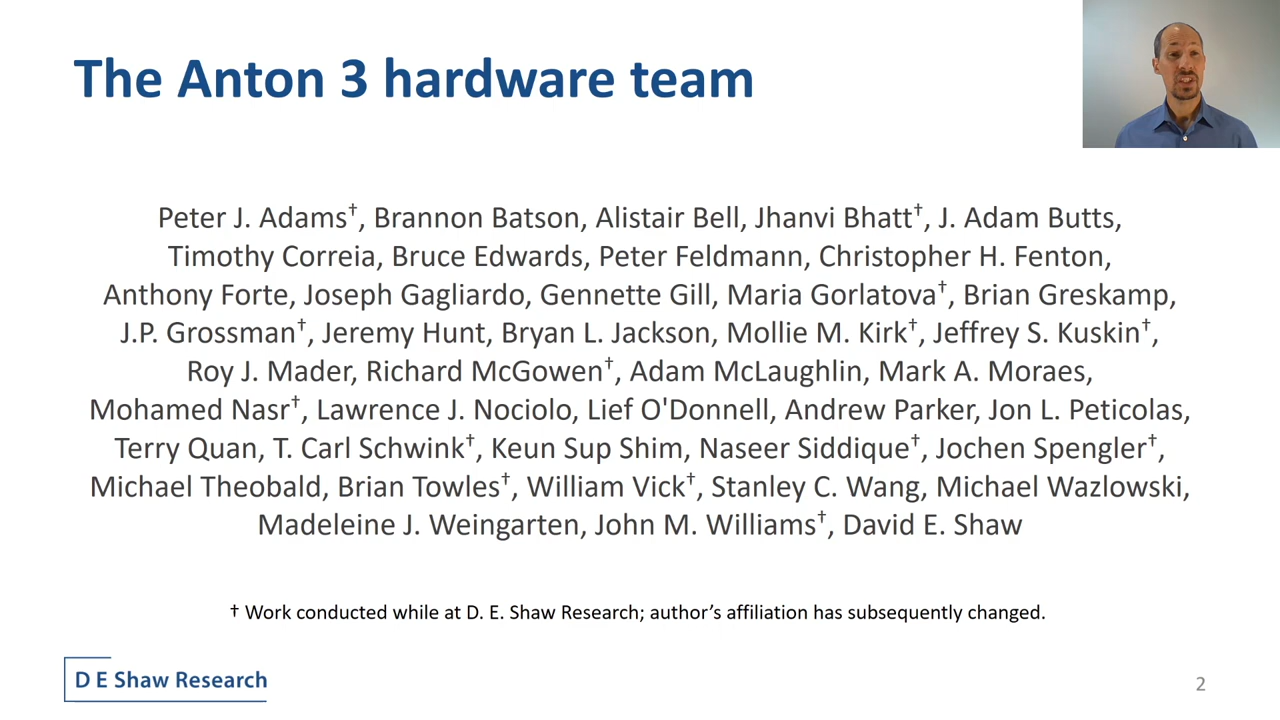 The Anton 3 hardware team
Peter J. Adams†, Brannon Batson, Alistair Bell, Jhanvi Bhatt†, J. Adam Butts,
Timothy Correia, Bruce Edwards, Peter Feldmann, Christopher H. Fenton,
Anthony Forte, Joseph Gagliardo, Gennette Gill, Maria Gorlatova†, Brian Greskamp,
J.P. Grossman†, Jeremy Hunt, Bryan L. Jackson, Mollie M. Kirk†, Jeffrey S. Kuskin†,
Roy J. Mader, Richard McGowen†, Adam McLaughlin, Mark A. Moraes,
Mohamed Nasr†, Lawrence J. Nociolo, Lief O'Donnell, Andrew Parker, Jon L. Peticolas,
Terry Quan, T. Carl Schwink†, Keun Sup Shim, Naseer Siddique†, Jochen Spengler†,
Michael Theobald, Brian Towles†, William Vick†, Stanley C. Wang, Michael Wazlowski,
Madeleine J. Weingarten, John M. Williams†, David E. Shaw
† Work conducted while at D. E. Shaw Research; author’s affiliation has subsequently changed.
D E Shaw Research
2